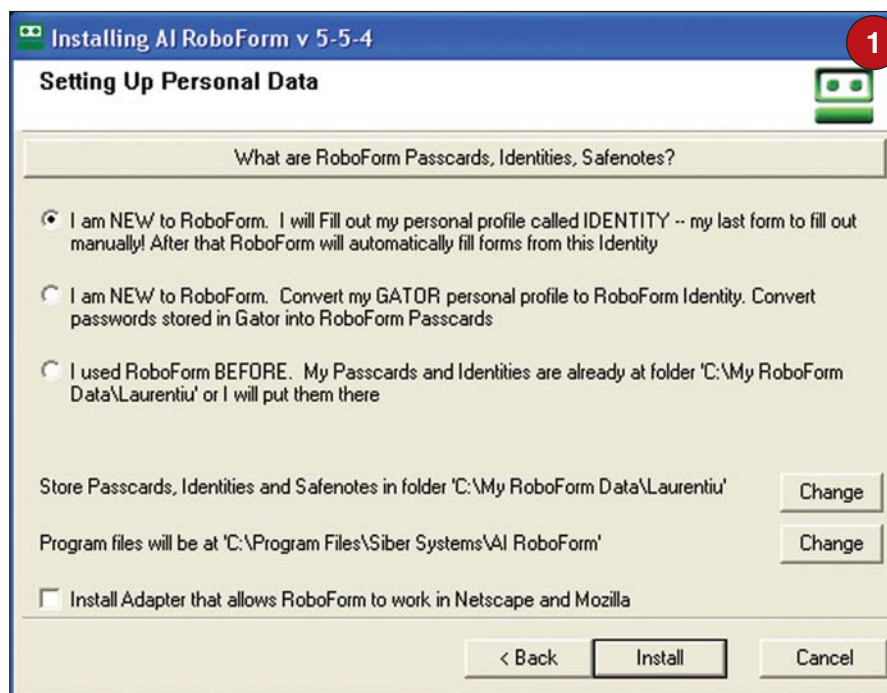 Installing AI RoboForm v 5-5-4
1
Setting Up Personal Data
What are RoboForm Passcards, Identities, Safenotes?
I am NEW to RoboForm. I will Fill out my personal profile called IDENTITY -- my last form to fill out
manually! After that RoboForm will automatically fill forms from this Identity
I am NEW to RoboForm. Convert my GATOR personal profile to RoboForm Identity. Convert
passwords stored in Gator into RoboForm Passcards
I used RoboForm BEFORE. My Passcards and Identities are already at folder 'C:\My RoboForm
Data\Laurentiu' or I will put them there
Store Passcards, Identities and Safenotes in folder 'C:\My RoboForm Data\Laurentiu'
Change
Program files will be at 'C:\Program Files\Siber Systems\AI RoboForm'
Change
Install Adapter that allows RoboForm to work in Netscape and Mozilla
< Back
Install
Cancel